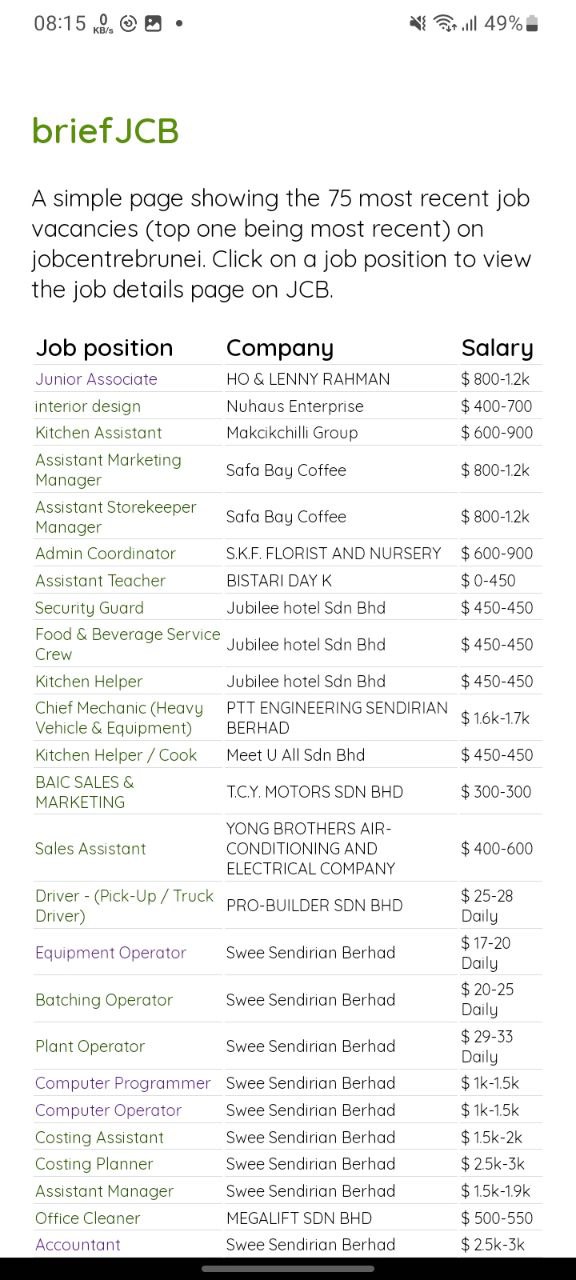 08:15 0 KB/s 49%
briefJCB
A simple page showing the 75 most recent job
vacancies (top one being most recent) on
jobcentrebrunei. Click on a job position to view
the job details page on JCB.
Job position Company Salary
Junior Associate HO & LENNY RAHMAN $ 800-1.2k
interior design Nuhaus Enterprise $ 400-700
Kitchen Assistant Makcikchilli Group $ 600-900
Assistant Marketing
Manager Safa Bay Coffee $ 800-1.2k
Assistant Storekeeper
Manager Safa Bay Coffee $ 800-1.2k
Admin Coordinator S.K.F. FLORIST AND NURSERY $ 600-900
Assistant Teacher BISTARI DAY K $ 0-450
Security Guard Jubilee hotel Sdn Bhd $ 450-450
Food & Beverage Service
Crew Jubilee hotel Sdn Bhd $ 450-450
Kitchen Helper Jubilee hotel Sdn Bhd $ 450-450
Chief Mechanic (Heavy
Vehicle & Equipment) PTT ENGINEERING SENDIRIAN
BERHAD $ 1.6k-1.7k
Kitchen Helper / Cook Meet U All Sdn Bhd $ 450-450
BAIC SALES &
MARKETING T.C.Y. MOTORS SDN BHD $ 300-300
Sales Assistant YONG BROTHERS AIR-
CONDITIONING AND
ELECTRICAL COMPANY $ 400-600
Driver - (Pick-Up / Truck
Driver) PRO-BUILDER SDN BHD $ 25-28
Daily
Equipment Operator Swee Sendirian Berhad $ 17-20
Daily
Batching Operator Swee Sendirian Berhad $ 20-25
Daily
Plant Operator Swee Sendirian Berhad $ 29-33
Daily
Computer Programmer Swee Sendirian Berhad $ 1k-1.5k
Computer Operator Swee Sendirian Berhad $ 1k-1.5k
Costing Assistant Swee Sendirian Berhad $ 1.5k-2k
Costing Planner Swee Sendirian Berhad $ 2.5k-3k
Assistant Manager Swee Sendirian Berhad $ 1.5k-1.9k
Office Cleaner MEGALIFT SDN BHD $ 500-550
Accountant Swee Sendirian Berhad $ 2.5k-3k